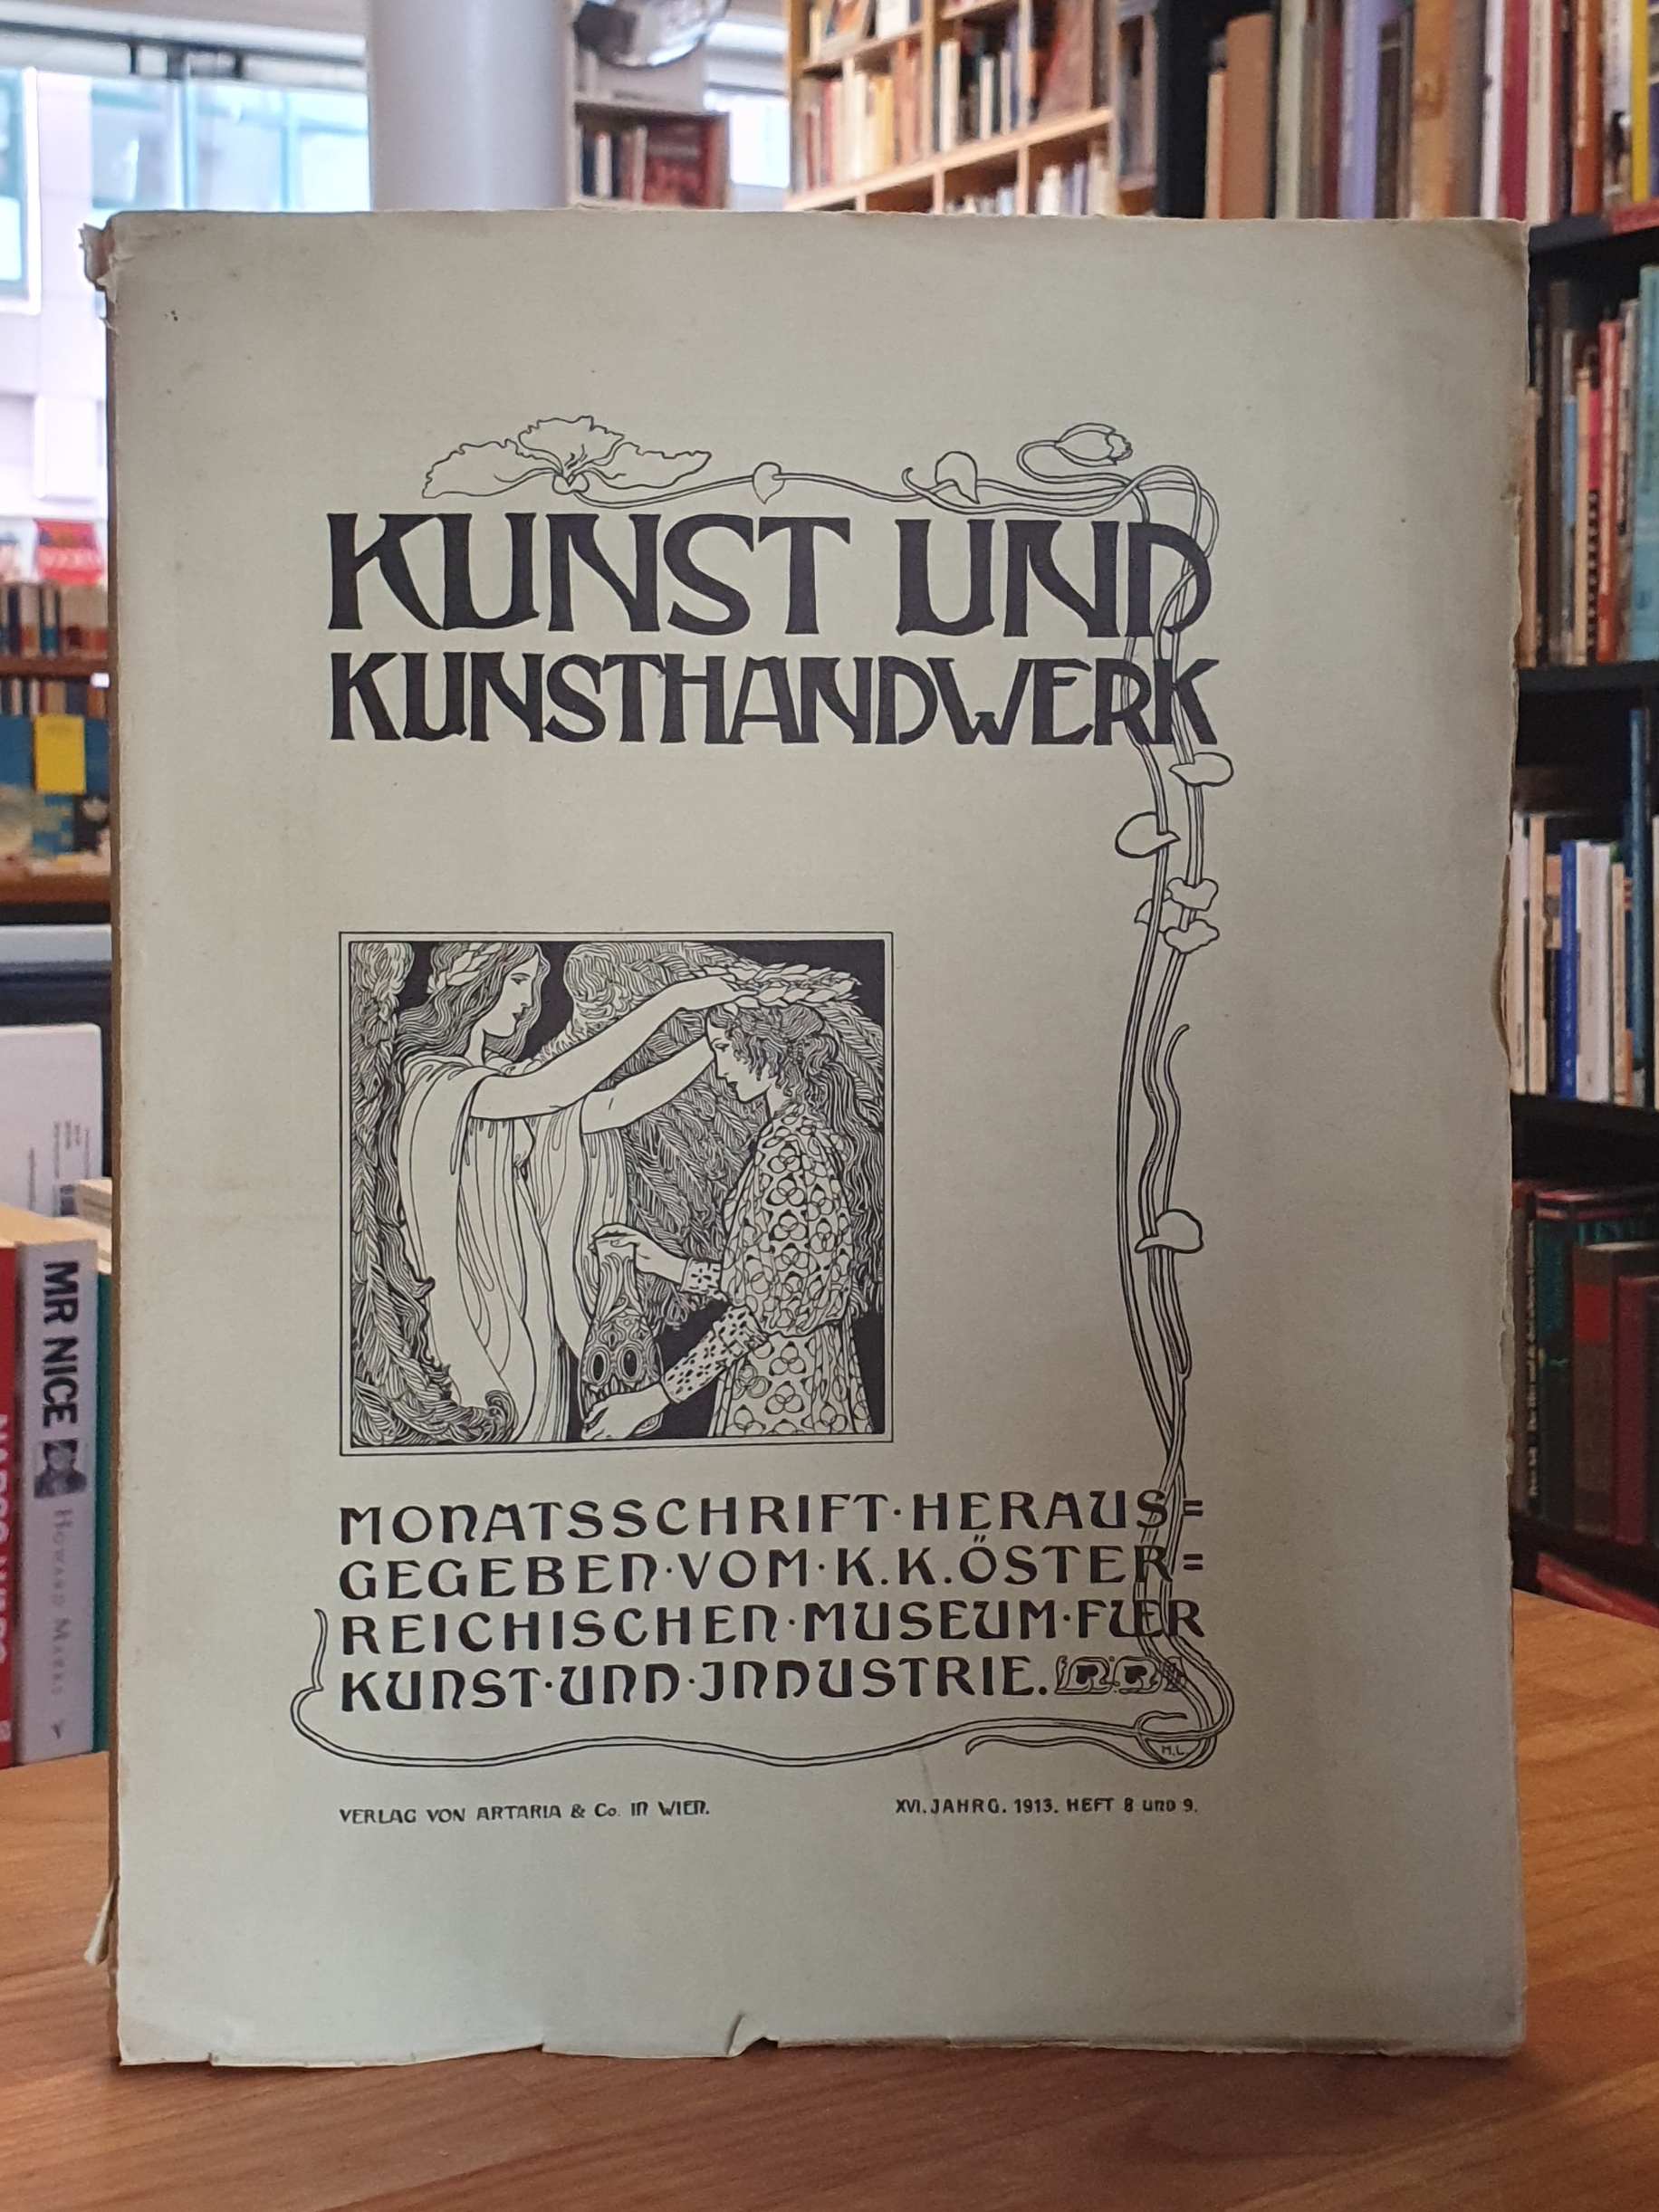 KUNST UND
KUNSTHANDWERK
MONATSSCHRIFT·HERAUS=
GEGEBEN·VOM·K.K.ÖSTER=
REICHISCHEN·MUSEUM·FUER
KUNST·UND·INDUSTRIE.
M.L.
VERLAG VON ARTARIA & Co. IN WIEN.
XVI. JAHRG. 1913. HEFT 8 UND 9.
MR NICE
HOWARD MARKS